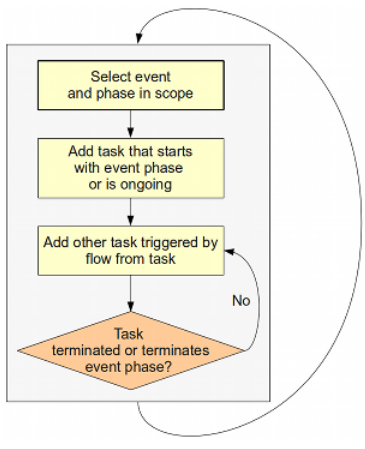 Select event
and phase in scope
Add task that starts
with event phase
or is ongoing
Add other task triggered by
flow from task
No
Task
terminated or terminates
event phase?